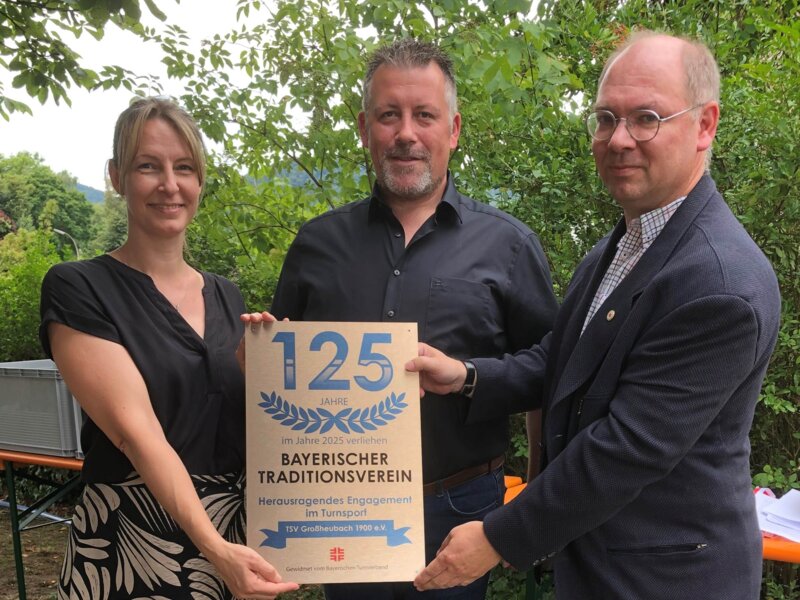 125
JAHRE
im Jahre 2025 verliehen
BAYERISCHER
TRADITIONSVEREIN
Herausragendes Engagement
im Turnsport
TSV Großheubach 1900 e.V.
Gewidmet vom Bayerischen Turnverband